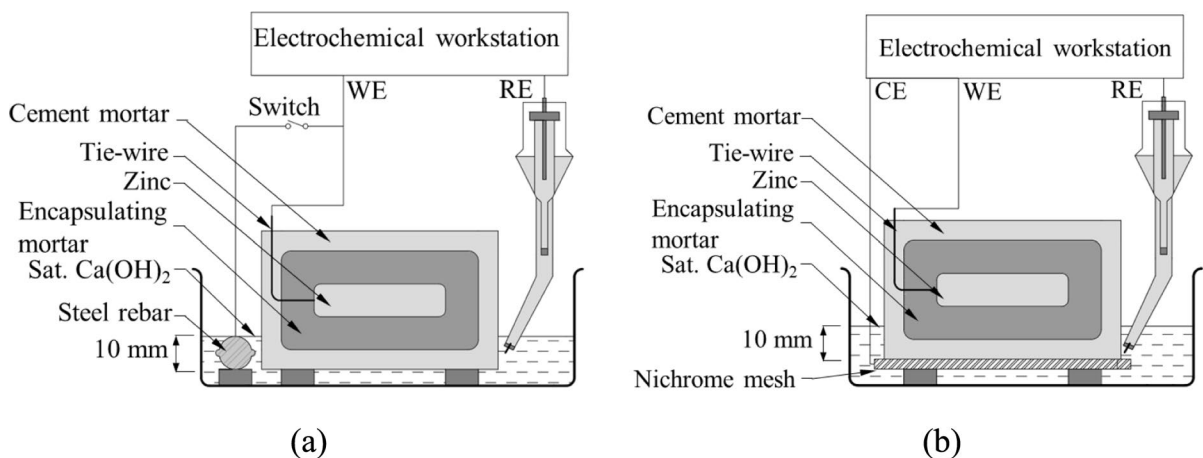 Electrochemical workstation
WE
RE
Switch
Cement mortar
Tie-wire
Zinc
Encapsulating
mortar
Sat. Ca(OH)2
Steel rebar
10 mm
(a)
Electrochemical workstation
CE
WE
RE
Cement mortar
Tie-wire
Zinc
Encapsulating
mortar
Sat. Ca(OH)2
10 mm
Nichrome mesh
(b)